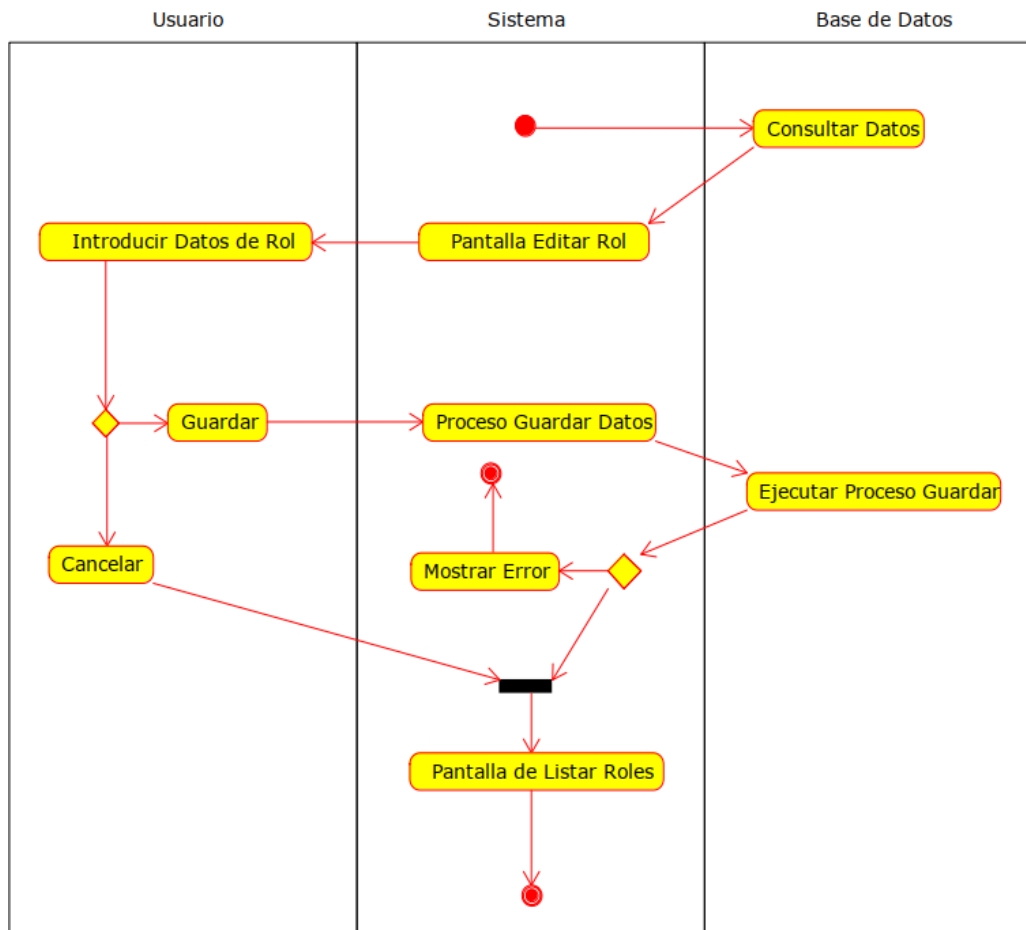 Usuario
Sistema
Base de Datos
Consultar Datos
Introducir Datos de Rol
Pantalla Editar Rol
Guardar
Proceso Guardar Datos
Ejecutar Proceso Guardar
Cancelar
Mostrar Error
Pantalla de Listar Roles